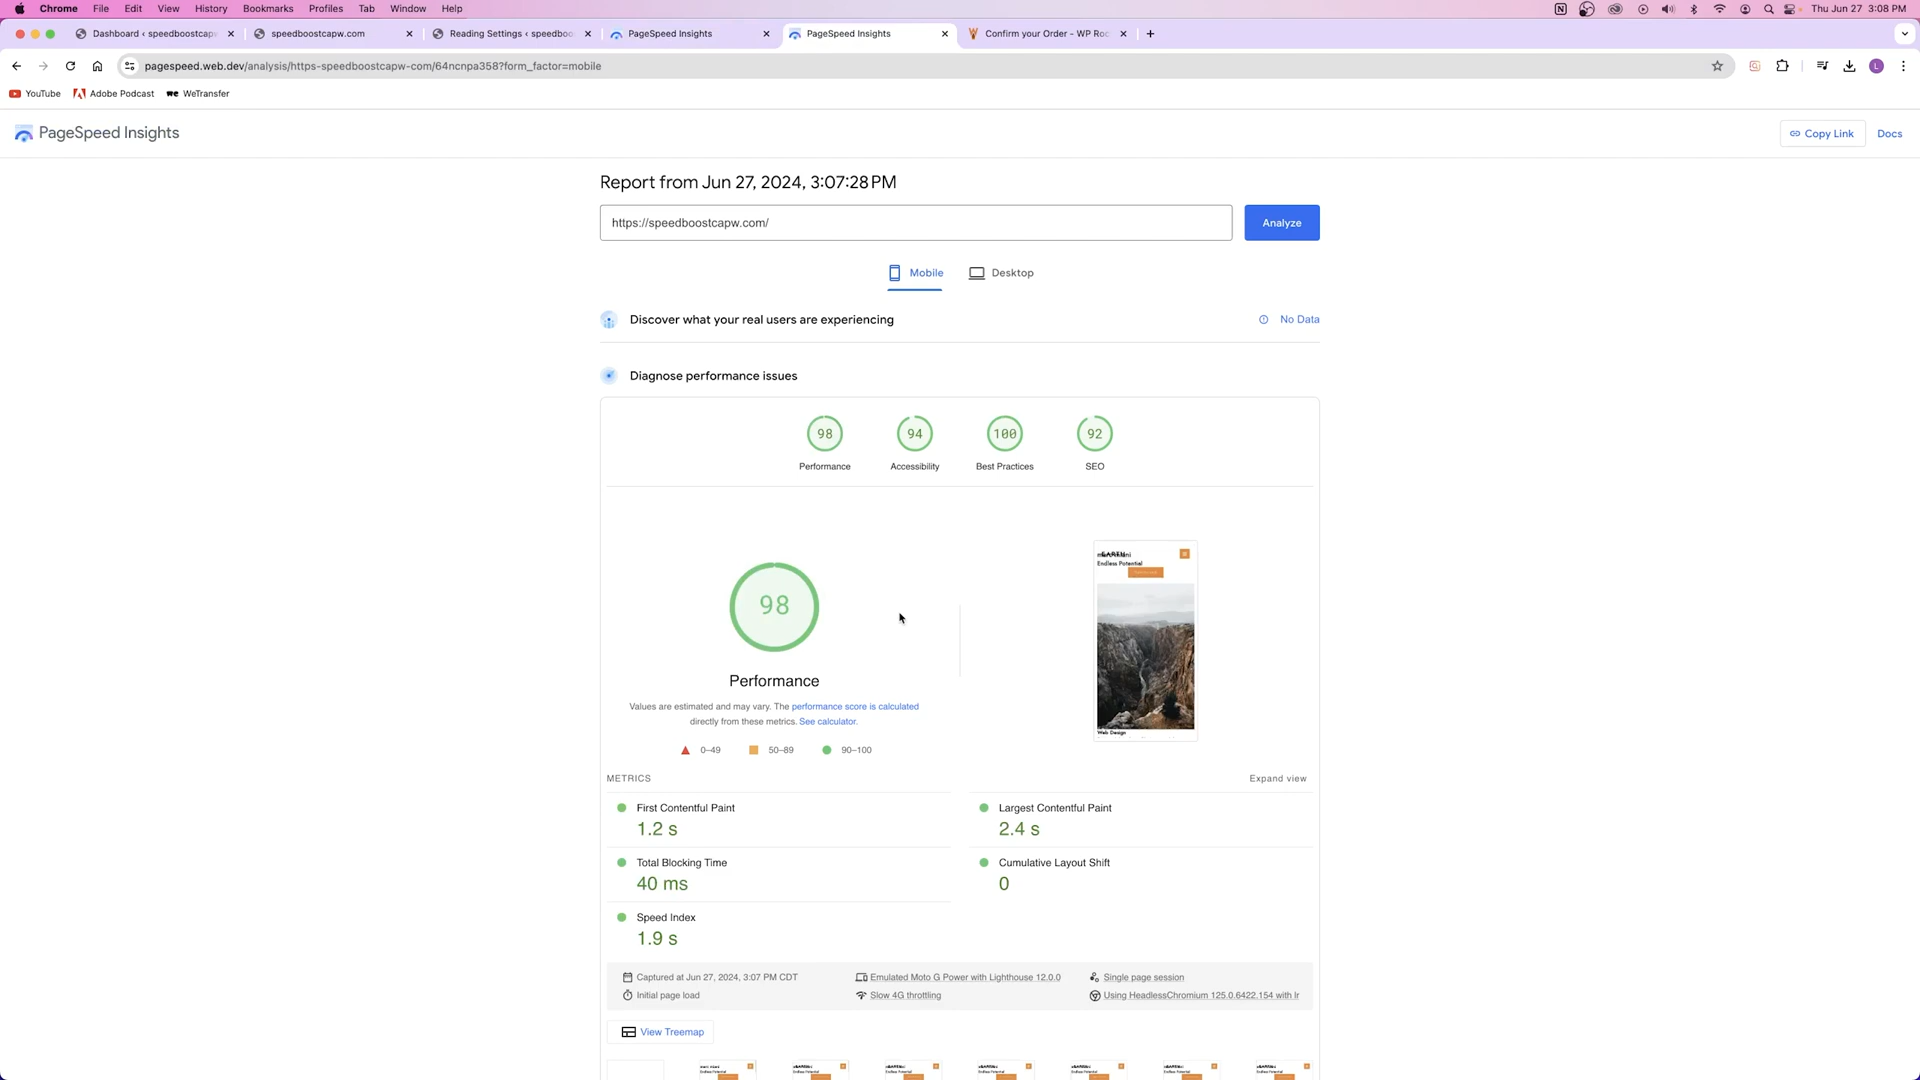 Chrome File Edit View History Bookmarks Profiles Tab Window Help Thu Jun 27 3:08 PM
Dashboard ‹ speedboostcapw speedboostcapw.com Reading Settings ‹ speedboo PageSpeed Insights PageSpeed Insights Confirm your Order - WP Roc
pagespeed.web.dev/analysis/https-speedboostcapw-com/64ncnpa358?form_factor=mobile
YouTube Adobe Podcast WeTransfer
PageSpeed Insights Copy Link Docs
Report from Jun 27, 2024, 3:07:28 PM
https://speedboostcapw.com/ Analyze
Mobile Desktop
Discover what your real users are experiencing No Data
Diagnose performance issues
98 94 100 92
Performance Accessibility Best Practices SEO
98
Performance
Values are estimated and may vary. The performance score is calculated
directly from these metrics. See calculator.
0–49 50–89 90–100
Endless Potential
Web Design
METRICS Expand view
First Contentful Paint
1.2 s
Largest Contentful Paint
2.4 s
Total Blocking Time
40 ms
Cumulative Layout Shift
0
Speed Index
1.9 s
Captured at Jun 27, 2024, 3:07 PM CDT Emulated Moto G Power with Lighthouse 12.0.0 Single page session
Initial page load Slow 4G throttling Using HeadlessChromium 125.0.6422.154 with lr
View Treemap